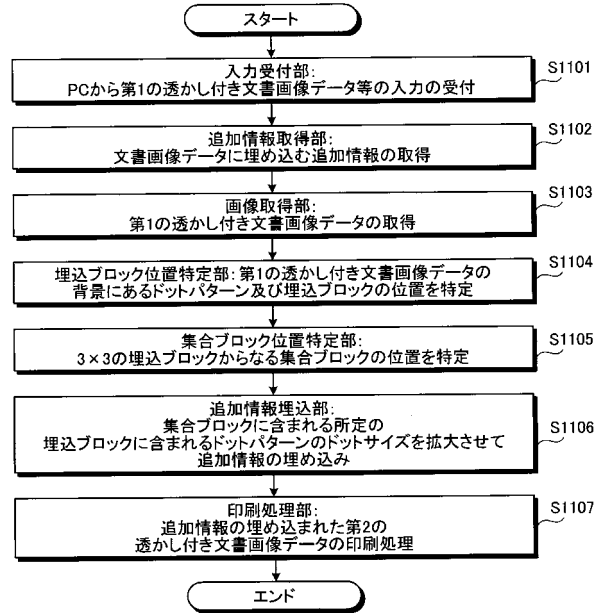 スタート
S1101
入力受付部:
PCから第1の透かし付き文書画像データ等の入力の受付
S1102
追加情報取得部:
文書画像データに埋め込む追加情報の取得
S1103
画像取得部:
第1の透かし付き文書画像データの取得
S1104
埋込ブロック位置特定部:第1の透かし付き文書画像データの
背景にあるドットパターン及び埋込ブロックの位置を特定
S1105
集合ブロック位置特定部:
3×3の埋込ブロックからなる集合ブロックの位置を特定
S1106
追加情報埋込部:
集合ブロックに含まれる所定の
埋込ブロックに含まれるドットパターンのドットサイズを拡大させて
追加情報の埋め込み
S1107
印刷処理部:
追加情報の埋め込まれた第2の
透かし付き文書画像データの印刷処理
エンド